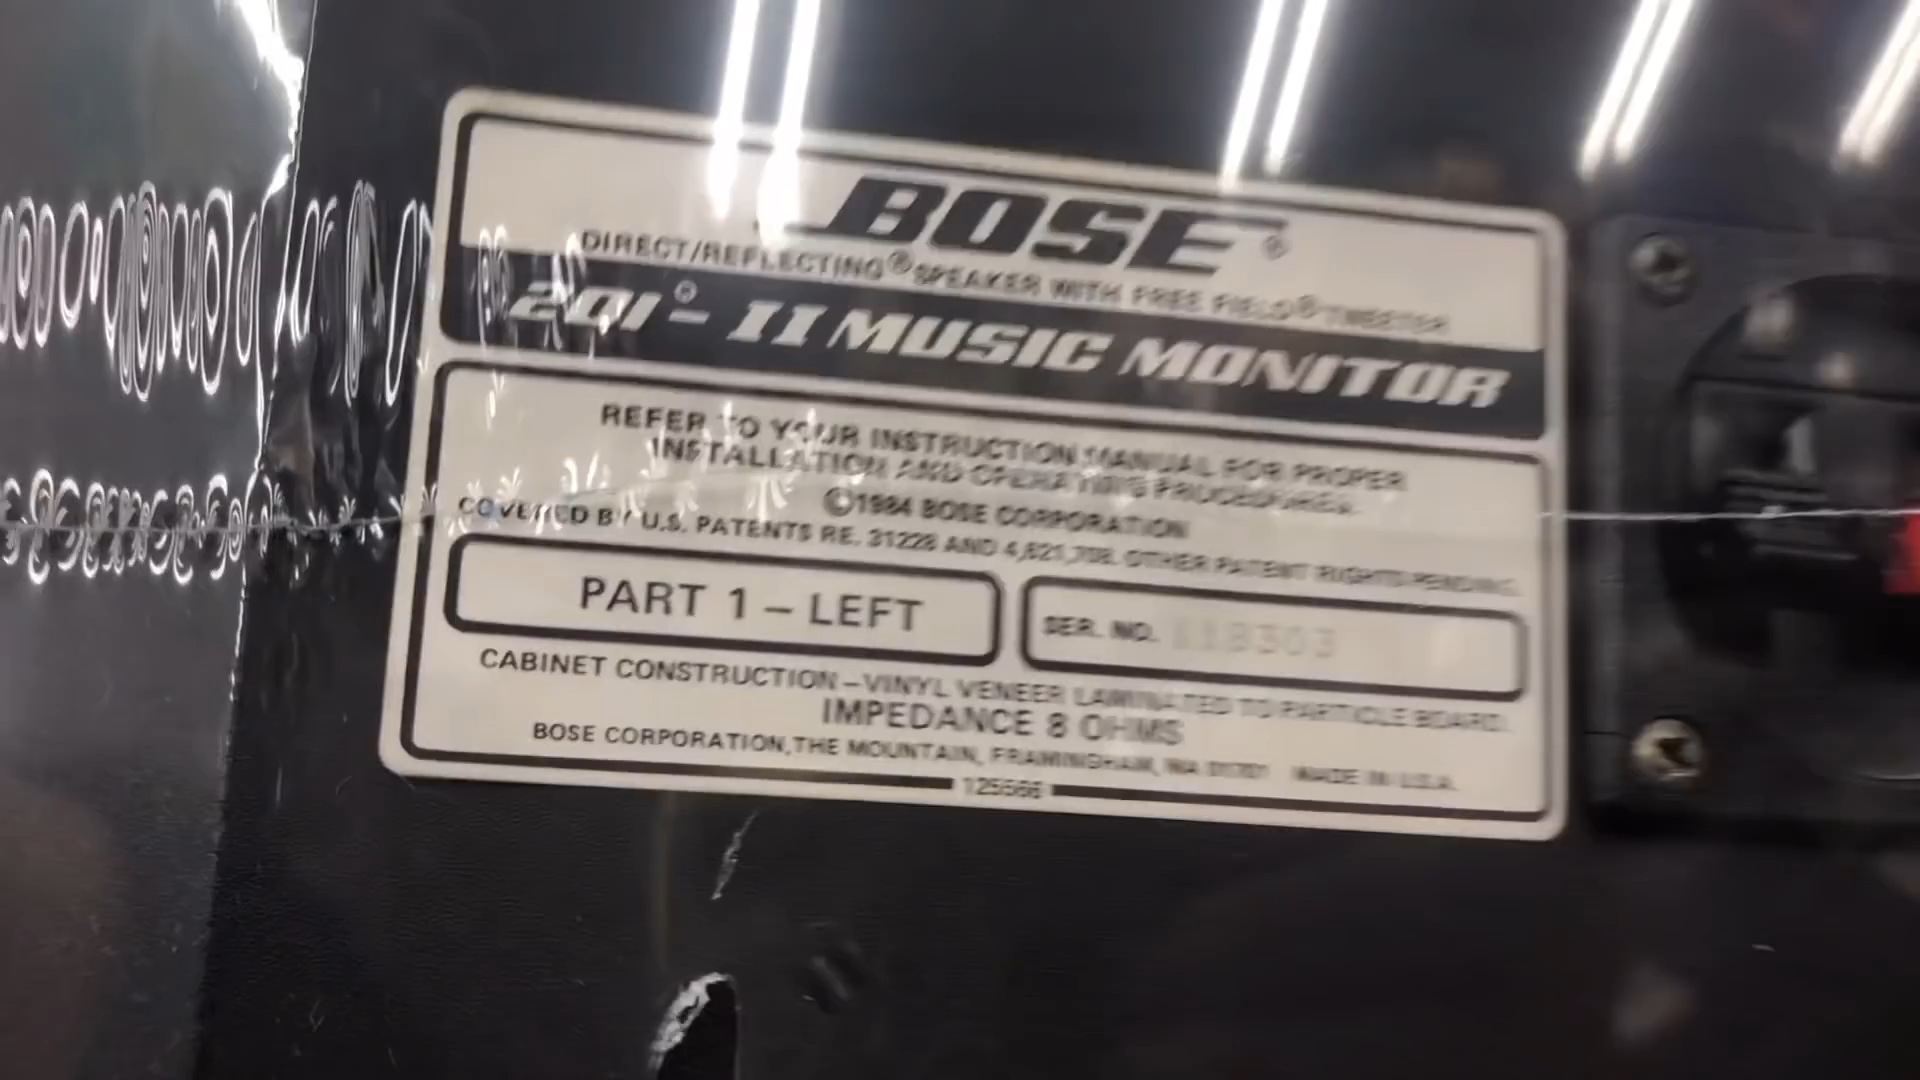 BOSE®
DIRECT/REFLECTING® SPEAKER WITH FREE FIELD® TWEETER
201®-II MUSIC MONITOR
REFER TO YOUR INSTRUCTION MANUAL FOR PROPER
INSTALLATION AND OPERATING PROCEDURES.
©1984 BOSE CORPORATION
COVERED BY U.S. PATENTS RE. 31228 AND 4,821,708. OTHER PATENT RIGHTS PENDING.
PART 1 – LEFT
SER. NO. 118303
CABINET CONSTRUCTION – VINYL VENEER LAMINATED TO PARTICLE BOARD.
IMPEDANCE 8 OHMS
BOSE CORPORATION, THE MOUNTAIN, FRAMINGHAM, MA 01701 MADE IN U.S.A.
125566